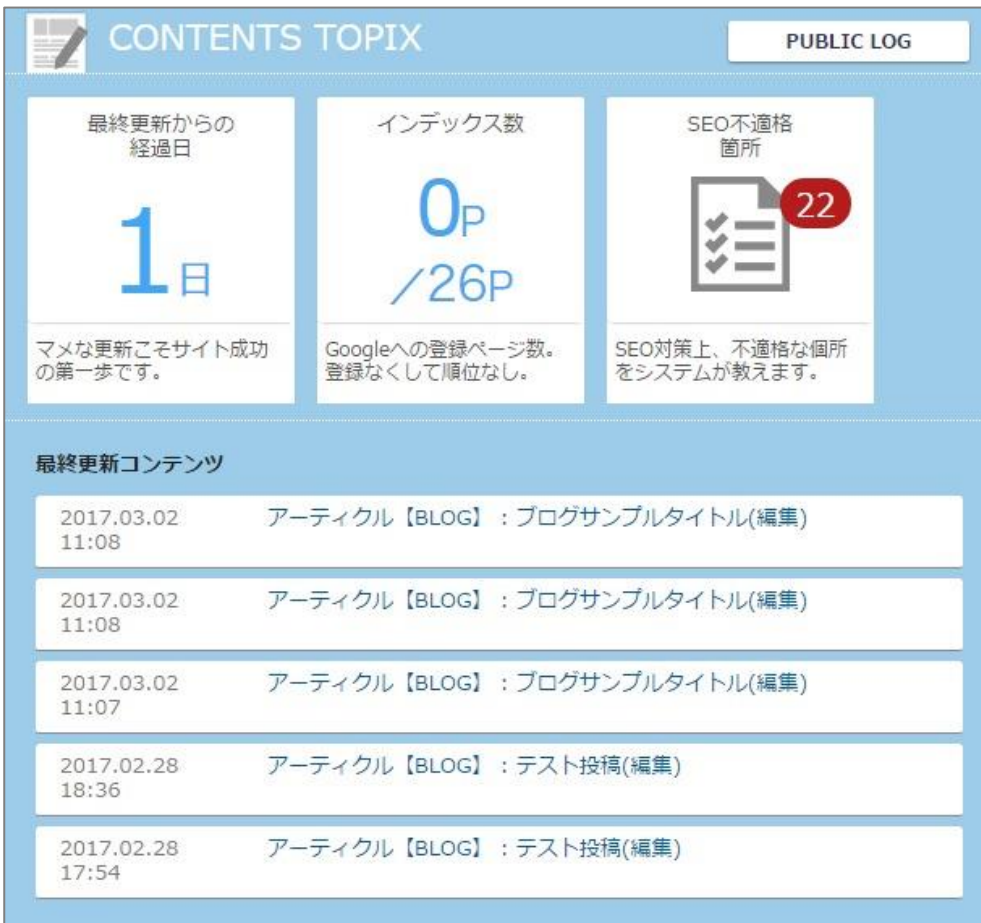 CONTENTS TOPIX
PUBLIC LOG
最終更新からの
経過日
1日
マメな更新こそサイト成功
の第一歩です。
インデックス数
0P
/26P
Googleへの登録ページ数。
登録なくして順位なし。
SEO不適格
箇所
22
SEO対策上、不適格な個所
をシステムが教えます。
最終更新コンテンツ
2017.03.02 アーティクル【BLOG】：ブログサンプルタイトル(編集)
11:08
2017.03.02 アーティクル【BLOG】：ブログサンプルタイトル(編集)
11:08
2017.03.02 アーティクル【BLOG】：ブログサンプルタイトル(編集)
11:07
2017.02.28 アーティクル【BLOG】：テスト投稿(編集)
18:36
2017.02.28 アーティクル【BLOG】：テスト投稿(編集)
17:54